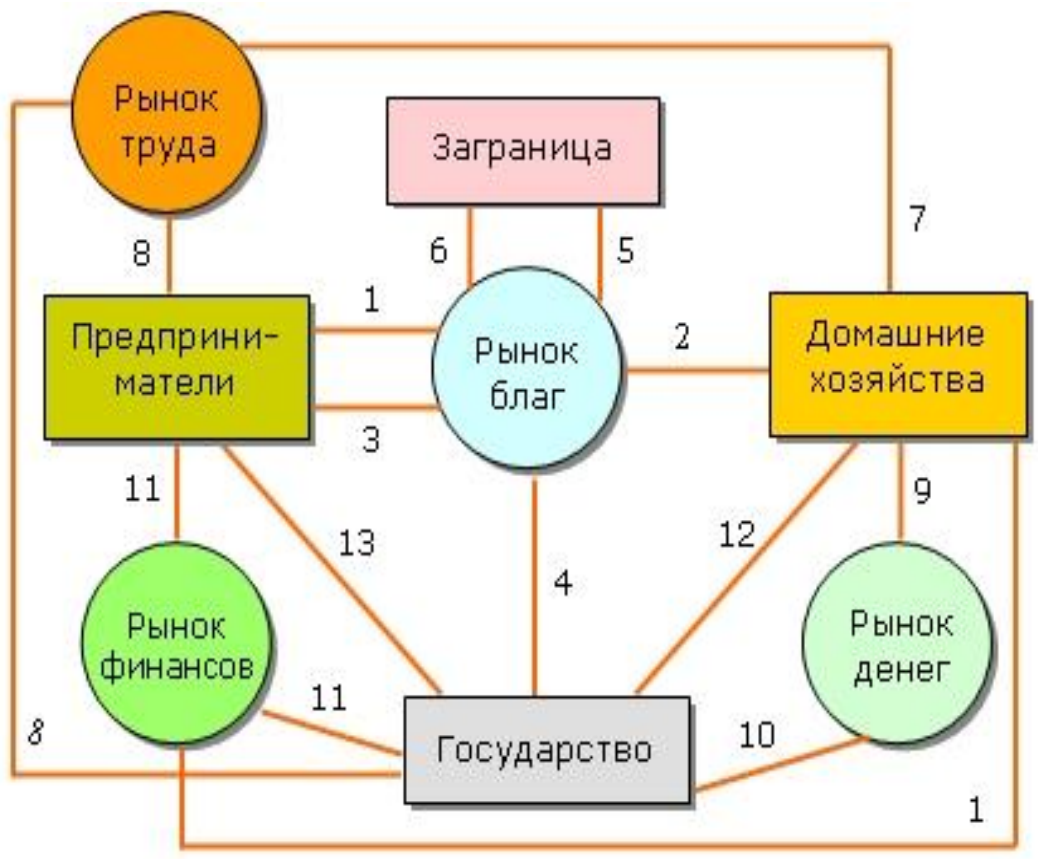 Рынок
труда
Заграница
7
8
6
5
1
Предприни-
матели
Рынок
благ
2
Домашние
хозяйства
3
11
13
12
9
4
Рынок
финансов
Рынок
денег
11
8
Государство
10
1